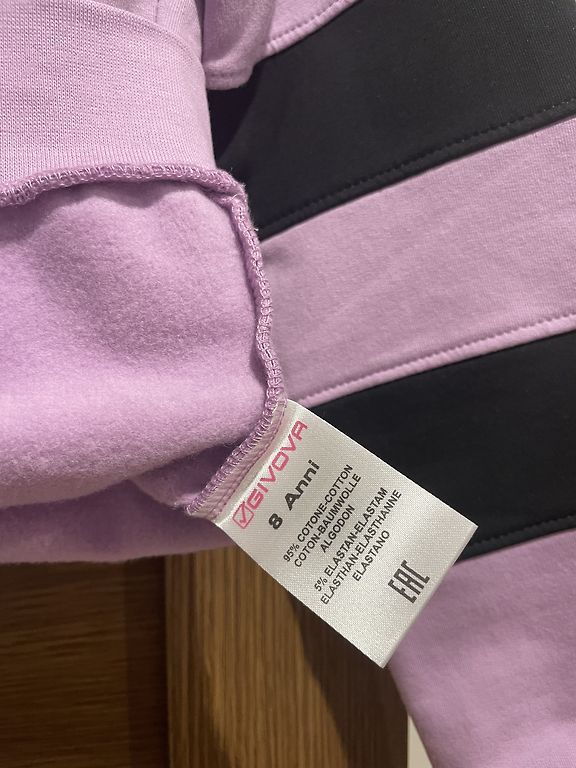 GIVOVA
8 Anni
95% COTONE-COTTON
COTON-BAUMWOLLE
ALGODON
5% ELASTAN-ELASTAM
ELASTHAN-ELASTHANNE
ELASTANO
EAC